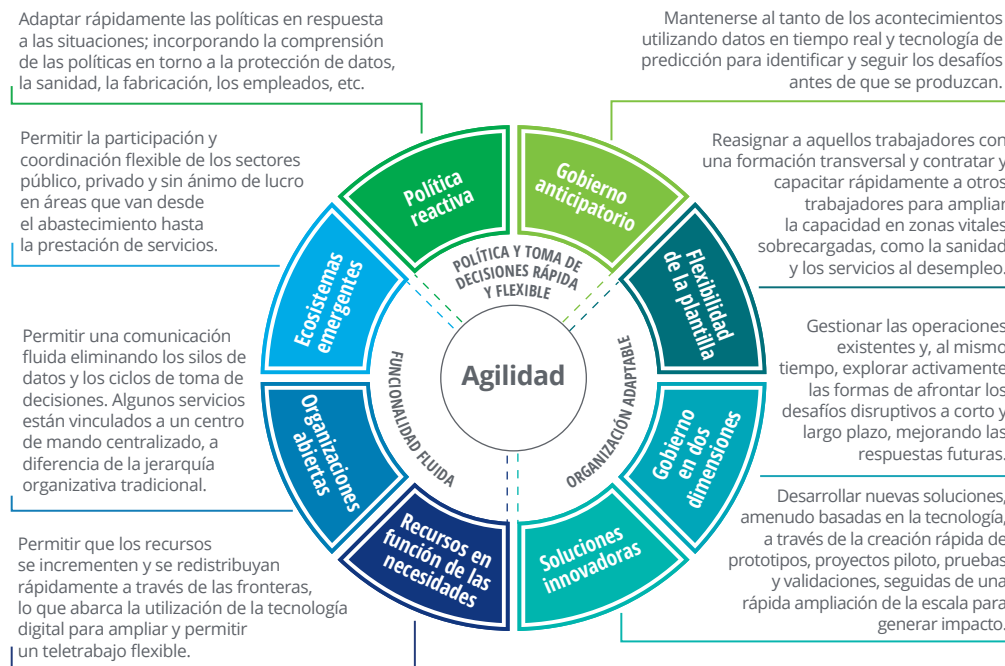 Adaptar rápidamente las políticas en respuesta
a las situaciones; incorporando la comprensión
de las políticas en torno a la protección de datos,
la sanidad, la fabricación, los empleados, etc.
Mantenerse al tanto de los acontecimientos
utilizando datos en tiempo real y tecnología de
predicción para identificar y seguir los desafíos
antes de que se produzcan.
Permitir la participación y
coordinación flexible de los sectores
público, privado y sin ánimo de lucro
en áreas que van desde
el abastecimiento hasta
la prestación de servicios.
Reasignar a aquellos trabajadores con
una formación transversal y contratar y
capacitar rápidamente a otros
trabajadores para ampliar
la capacidad en zonas vitales
sobrecargadas, como la sanidad
y los servicios al desempleo.
Política
reactiva
Gobierno
anticipatorio
Ecosistemas
emergentes
Flexibilidad
de la plantilla
POLÍTICA Y TOMA DE
DECISIONES RÁPIDA
Y FLEXIBLE
Agilidad
FUNCIONALIDAD FLUIDA
ORGANIZACIÓN ADAPTABLE
Organizaciones
abiertas
Gobierno
en dos
dimensiones
Recursos en
función de las
necesidades
Soluciones
innovadoras
Permitir una comunicación
fluida eliminando los silos de
datos y los ciclos de toma de
decisiones. Algunos servicios
están vinculados a un centro
de mando centralizado, a
diferencia de la jerarquía
organizativa tradicional.
Gestionar las operaciones
existentes y, al mismo
tiempo, explorar activamente
las formas de afrontar los
desafíos disruptivos a corto y
largo plazo, mejorando las
respuestas futuras.
Permitir que los recursos
se incrementen y se redistribuyan
rápidamente a través de las fronteras,
lo que abarca la utilización de la tecnología
digital para ampliar y permitir
un teletrabajo flexible.
Desarrollar nuevas soluciones,
amenudo basadas en la tecnología,
a través de la creación rápida de
prototipos, proyectos piloto, pruebas
y validaciones, seguidas de una
rápida ampliación de la escala para
generar impacto.